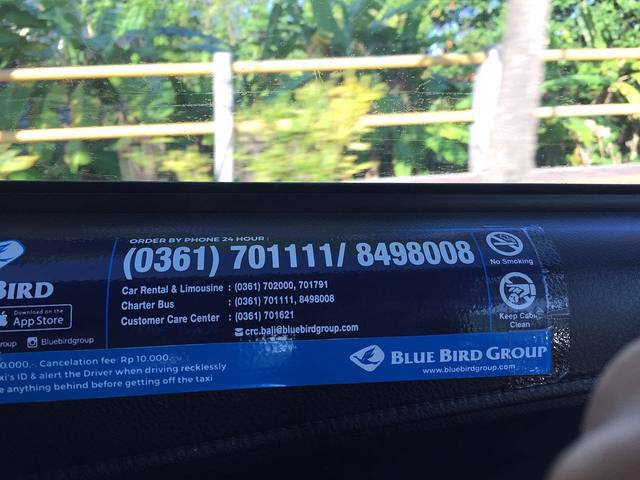 ORDER BY PHONE 24 HOUR :
(0361) 701111/ 8498008
Car Rental & Limousine : (0361) 702000, 701791
Charter Bus : (0361) 701111, 8498008
Customer Care Center : (0361) 701621
crc.bali@bluebirdgroup.com
No Smoking
Keep Cabin
Clean
BIRD
Download on the
App Store
Bluebirdgroup
Cancelation fee: Rp 10.000,
ID & alert the Driver when driving recklessly
anything behind before getting off the taxi
BLUE BIRD GROUP
www.bluebirdgroup.com